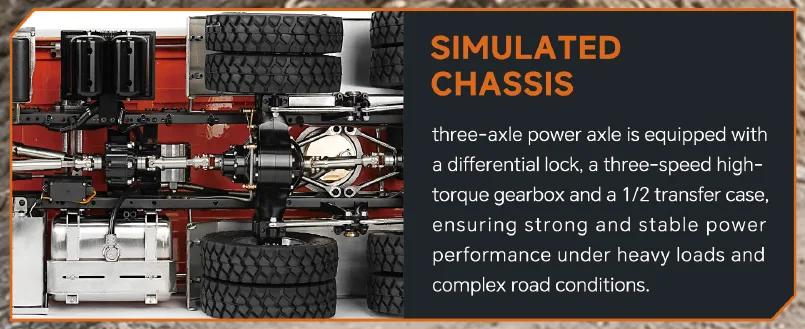 SIMULATED
CHASSIS
three-axle power axle is equipped with
a differential lock, a three-speed high-
torque gearbox and a 1/2 transfer case,
ensuring strong and stable power
performance under heavy loads and
complex road conditions.